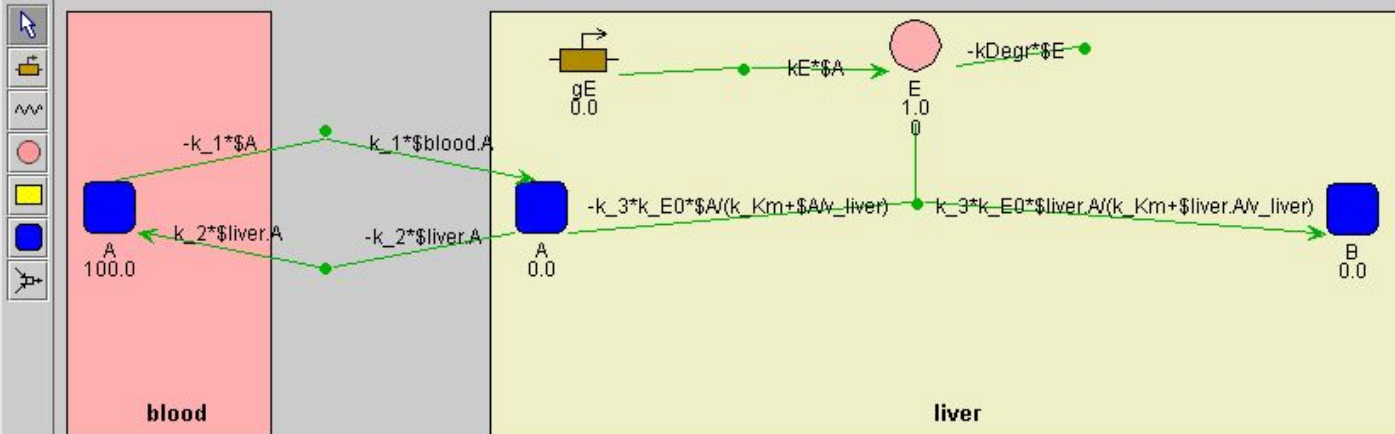 gE
0.0
kE*$A
E
1.0
0
-kDegr*$E
-k_1*$A
k_1*$blood.A
A
100.0
k_2*$liver.A
-k_2*$liver.A
A
0.0
-k_3*k_E0*$A/(k_Km+$A/v_liver)
k_3*k_E0*$liver.A/(k_Km+$liver.A/v_liver)
B
0.0
blood
liver